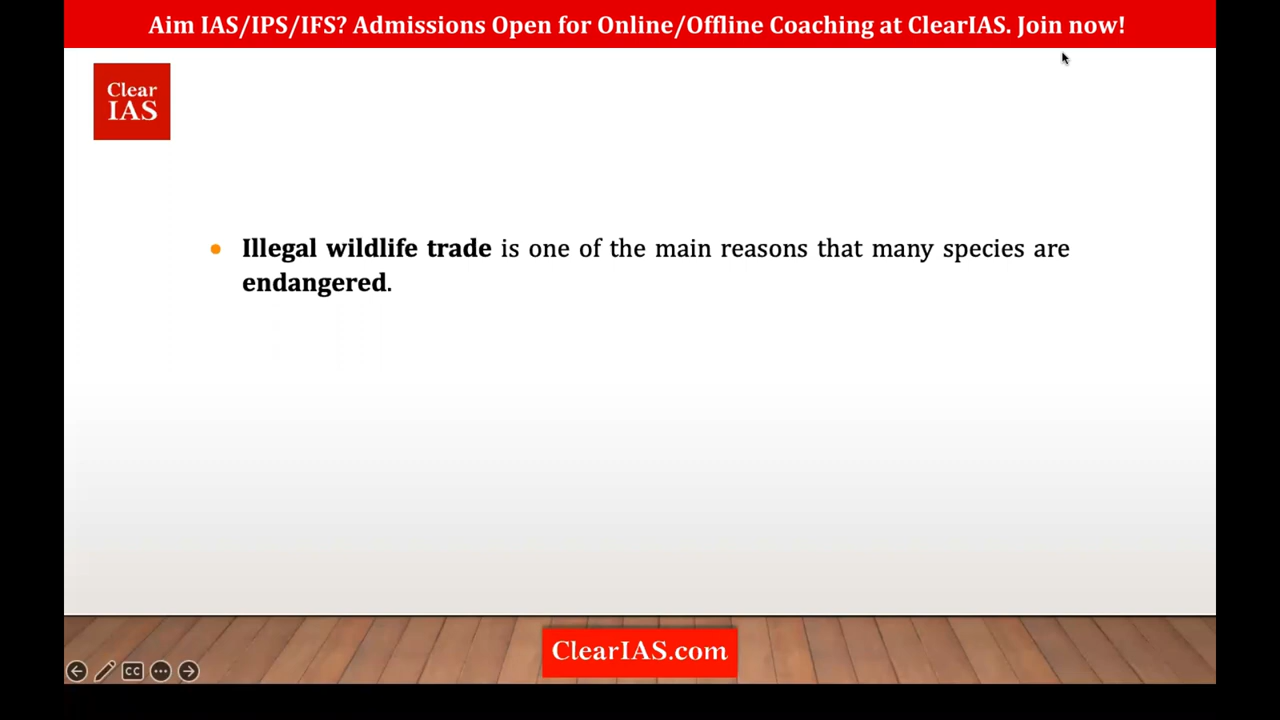 Aim IAS/IPS/IFS? Admissions Open for Online/Offline Coaching at ClearIAS. Join now!
Clear
IAS
Illegal wildlife trade is one of the main reasons that many species are
endangered.
ClearIAS.com
CC